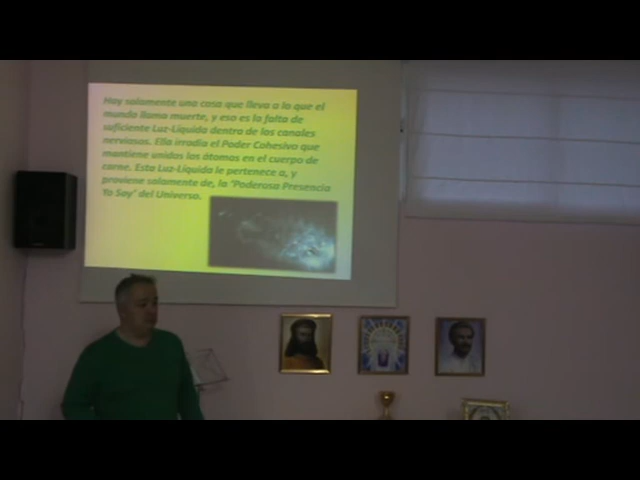 Hay solamente una cosa que lleva a lo que el
mundo llama muerte, y eso es la falta de
suficiente Luz-Líquida dentro de los canales
nerviosos. Ella irradia el Poder Cohesivo que
mantiene unidos los átomos en el cuerpo de
carne. Esta Luz-Líquida le pertenece a, y
proviene solamente de, la "Poderosa Presencia
Yo Soy" del Universo.